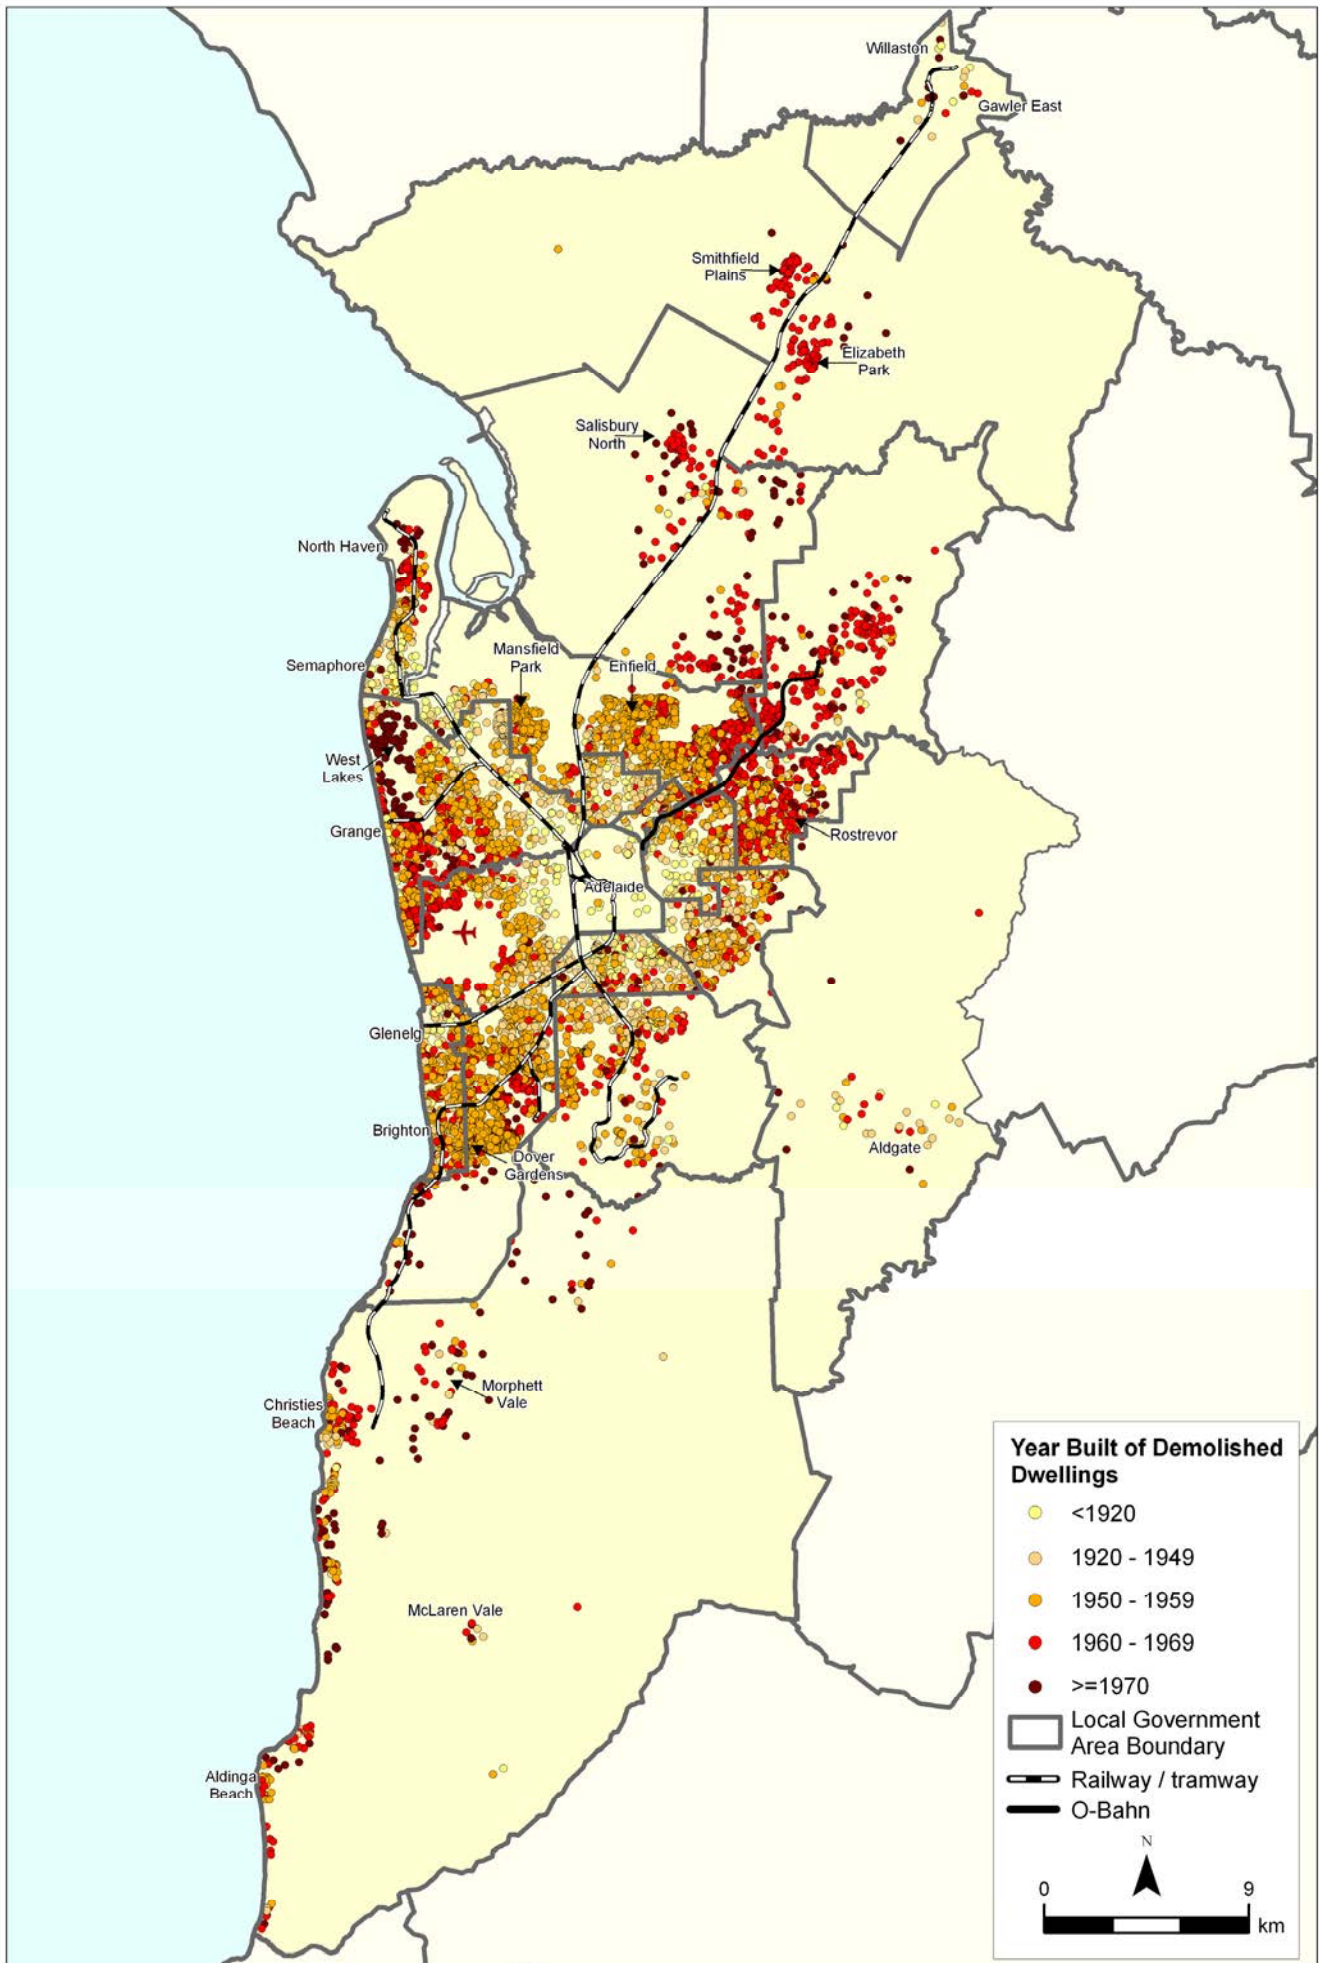 Willaston
Gawler East
Smithfield
Plains
Elizabeth
Park
Salisbury
North
North Haven
Mansfield
Park
Enfield
Semaphore
West
Lakes
Grange
Rostrevor
Adelaide
Glenelg
Brighton
Dover
Gardens
Aldgate
Morphett
Vale
Christies
Beach
McLaren Vale
Aldinga
Beach
Year Built of Demolished
Dwellings
<1920
1920 - 1949
1950 - 1959
1960 - 1969
>=1970
Local Government
Area Boundary
Railway / tramway
O-Bahn
N
0 9
km